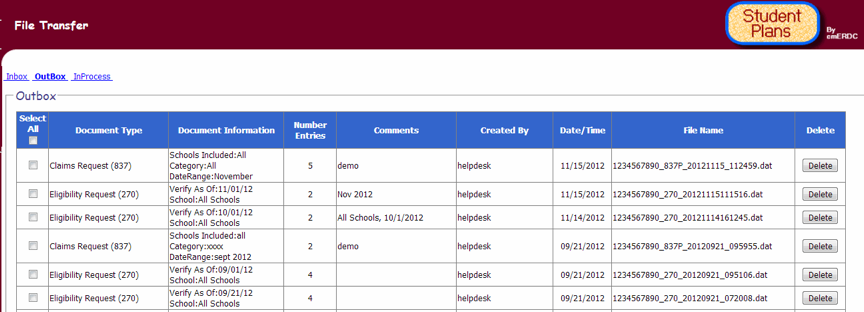 File Transfer
Student
Plans
By
emERDC
Inbox OutBox InProcess
Outbox
Select All Document Type Document Information Number Entries Comments Created By Date/Time File Name Delete
Claims Request (837) Schools Included:All 5 demo helpdesk 11/15/2012 1234567890_837P_20121115_112459.dat Delete
Category:All
DateRange:November
Eligibility Request (270) Verify As Of:11/01/12 2 Nov 2012 helpdesk 11/15/2012 1234567890_270_20121115111516.dat Delete
School:All Schools
Eligibility Request (270) Verify As Of:10/01/12 2 All Schools, 10/1/2012 helpdesk 11/14/2012 1234567890_270_20121114161245.dat Delete
School:All Schools
Claims Request (837) Schools Included:all 2 demo helpdesk 09/21/2012 1234567890_837P_20120921_095955.dat Delete
Category:xxxx
DateRange:sept 2012
Eligibility Request (270) Verify As Of:09/01/12 4 helpdesk 09/21/2012 1234567890_270_20120921_095106.dat Delete
School:All Schools
Eligibility Request (270) Verify As Of:09/21/12 4 helpdesk 09/21/2012 1234567890_270_20120921_072008.dat Delete
School:All Schools